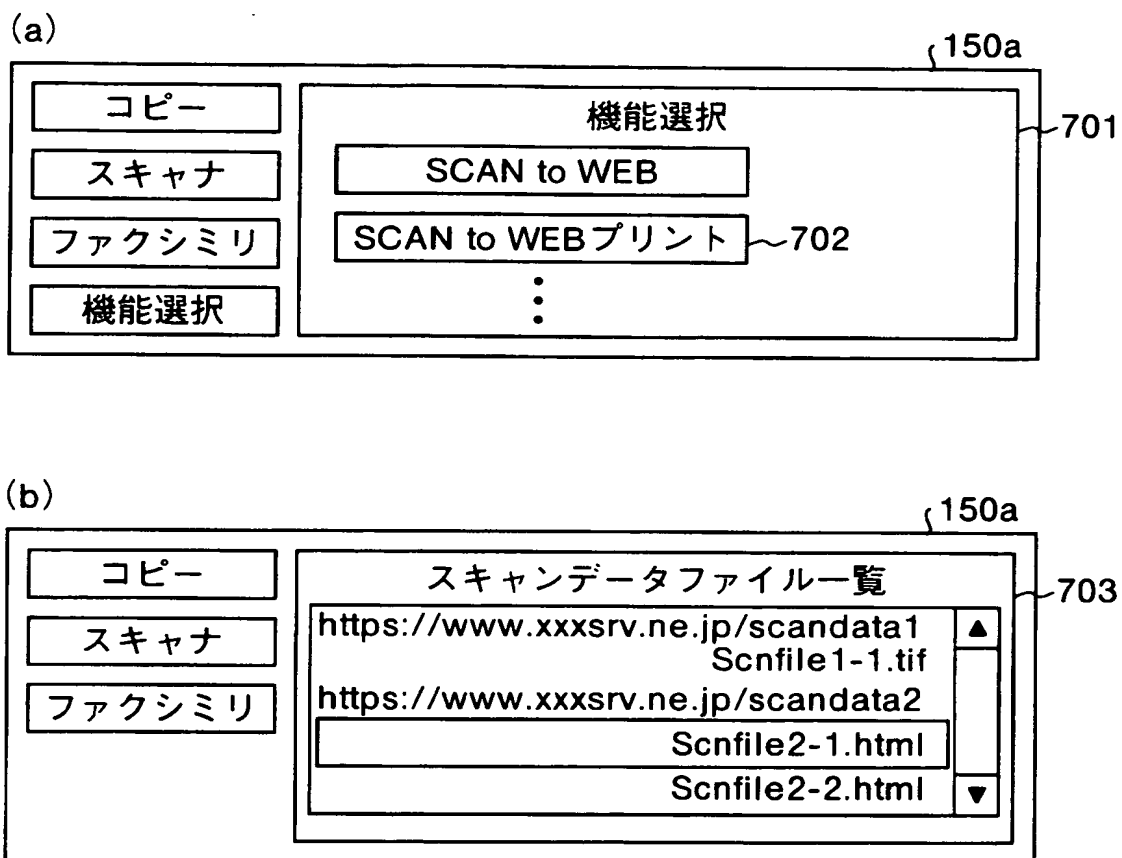 (a)
150a
コピー
スキャナ
ファクシミリ
機能選択
機能選択
SCAN to WEB
SCAN to WEBプリント
701
702
(b)
150a
コピー
スキャナ
ファクシミリ
スキャンデータファイル一覧
703
https://www.xxxsrv.ne.jp/scandata1
Scnfile1-1.tif
https://www.xxxsrv.ne.jp/scandata2
Scnfile2-1.html
Scnfile2-2.html